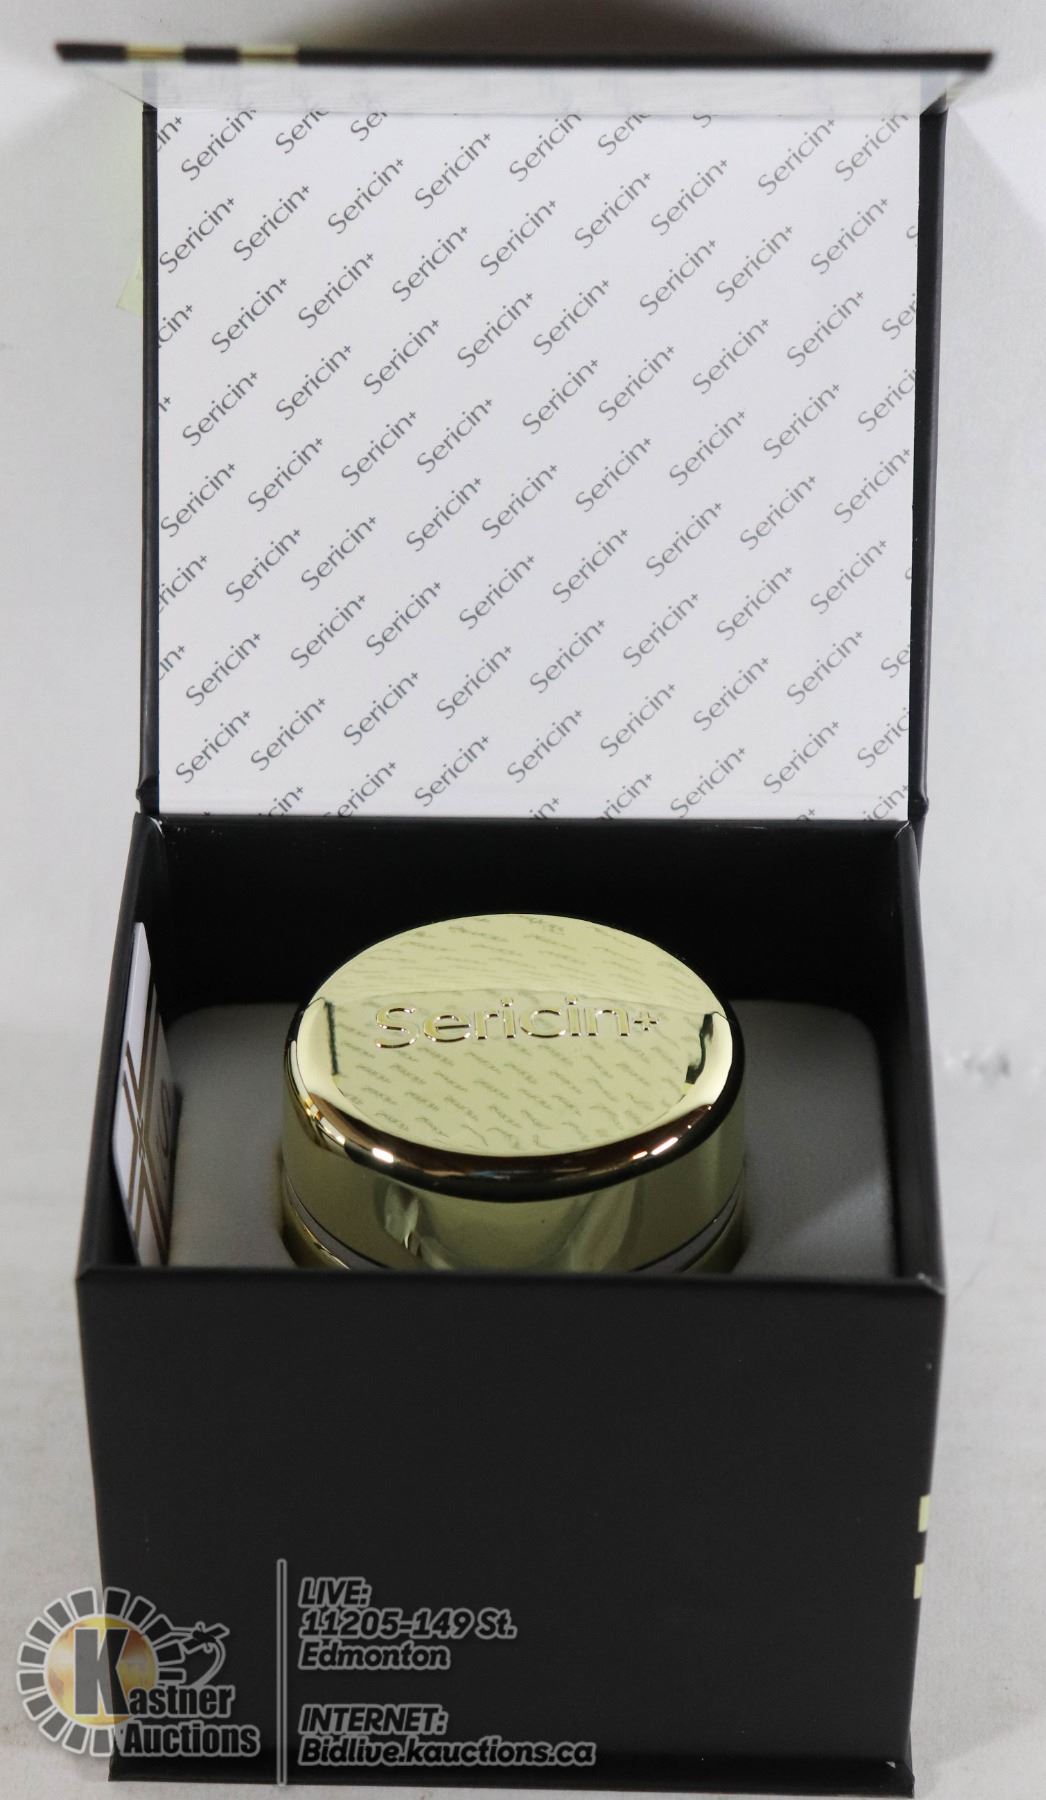 Sericin+
Sericin+
LIVE:
11205-149 St.
Edmonton
INTERNET:
Bidlive.kauctions.ca
Kastner
Auctions